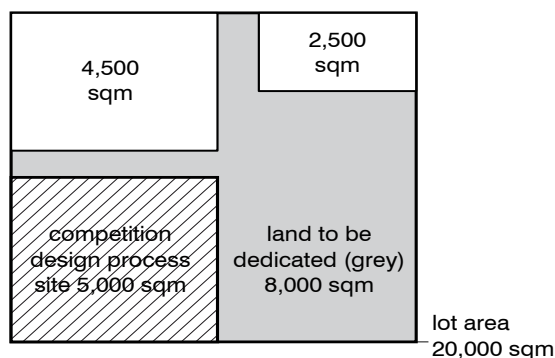 4,500
sqm
2,500
sqm
competition
design process
site 5,000 sqm
land to be
dedicated (grey)
8,000 sqm
lot area
20,000 sqm